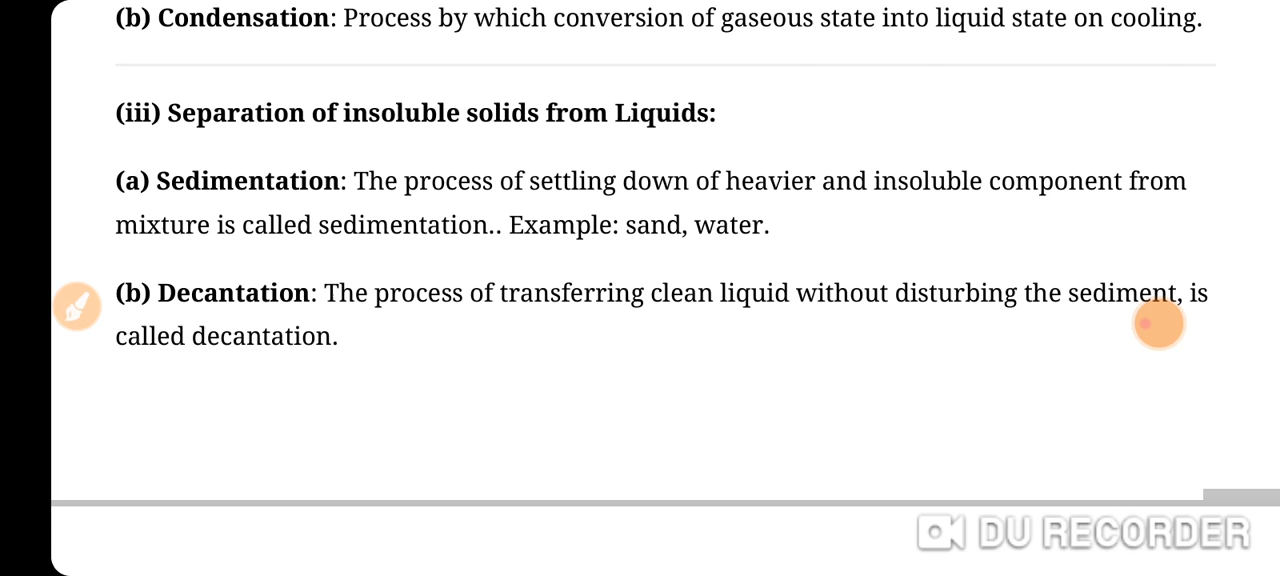 (b) Condensation: Process by which conversion of gaseous state into liquid state on cooling.
(iii) Separation of insoluble solids from Liquids:
(a) Sedimentation: The process of settling down of heavier and insoluble component from
mixture is called sedimentation.. Example: sand, water.
(b) Decantation: The process of transferring clean liquid without disturbing the sediment, is
called decantation.
DU RECORDER